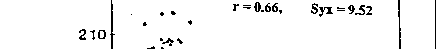 r = 0.66, Syx = 9.52
210